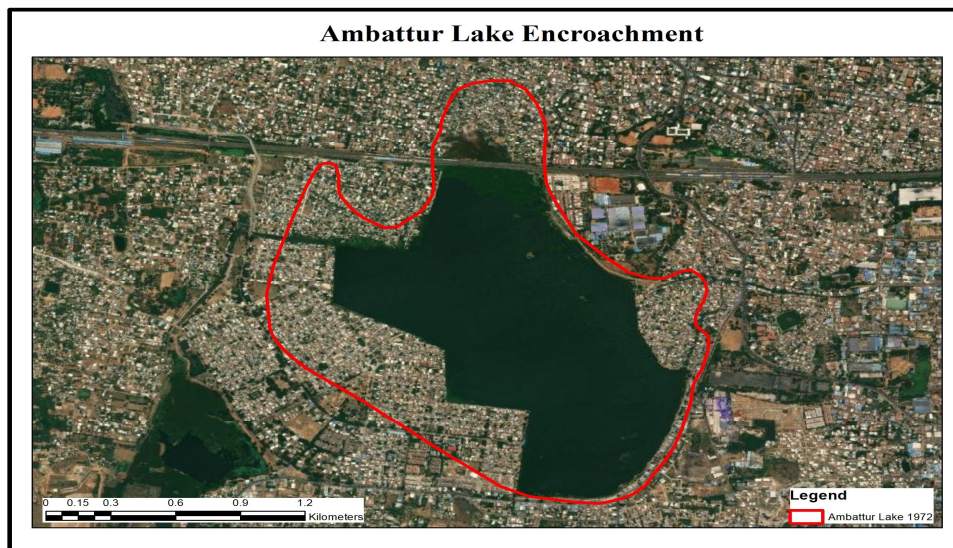 Ambattur Lake Encroachment
0 0.15 0.3 0.6 0.9 1.2
Kilometers
Legend
Ambattur Lake 1972